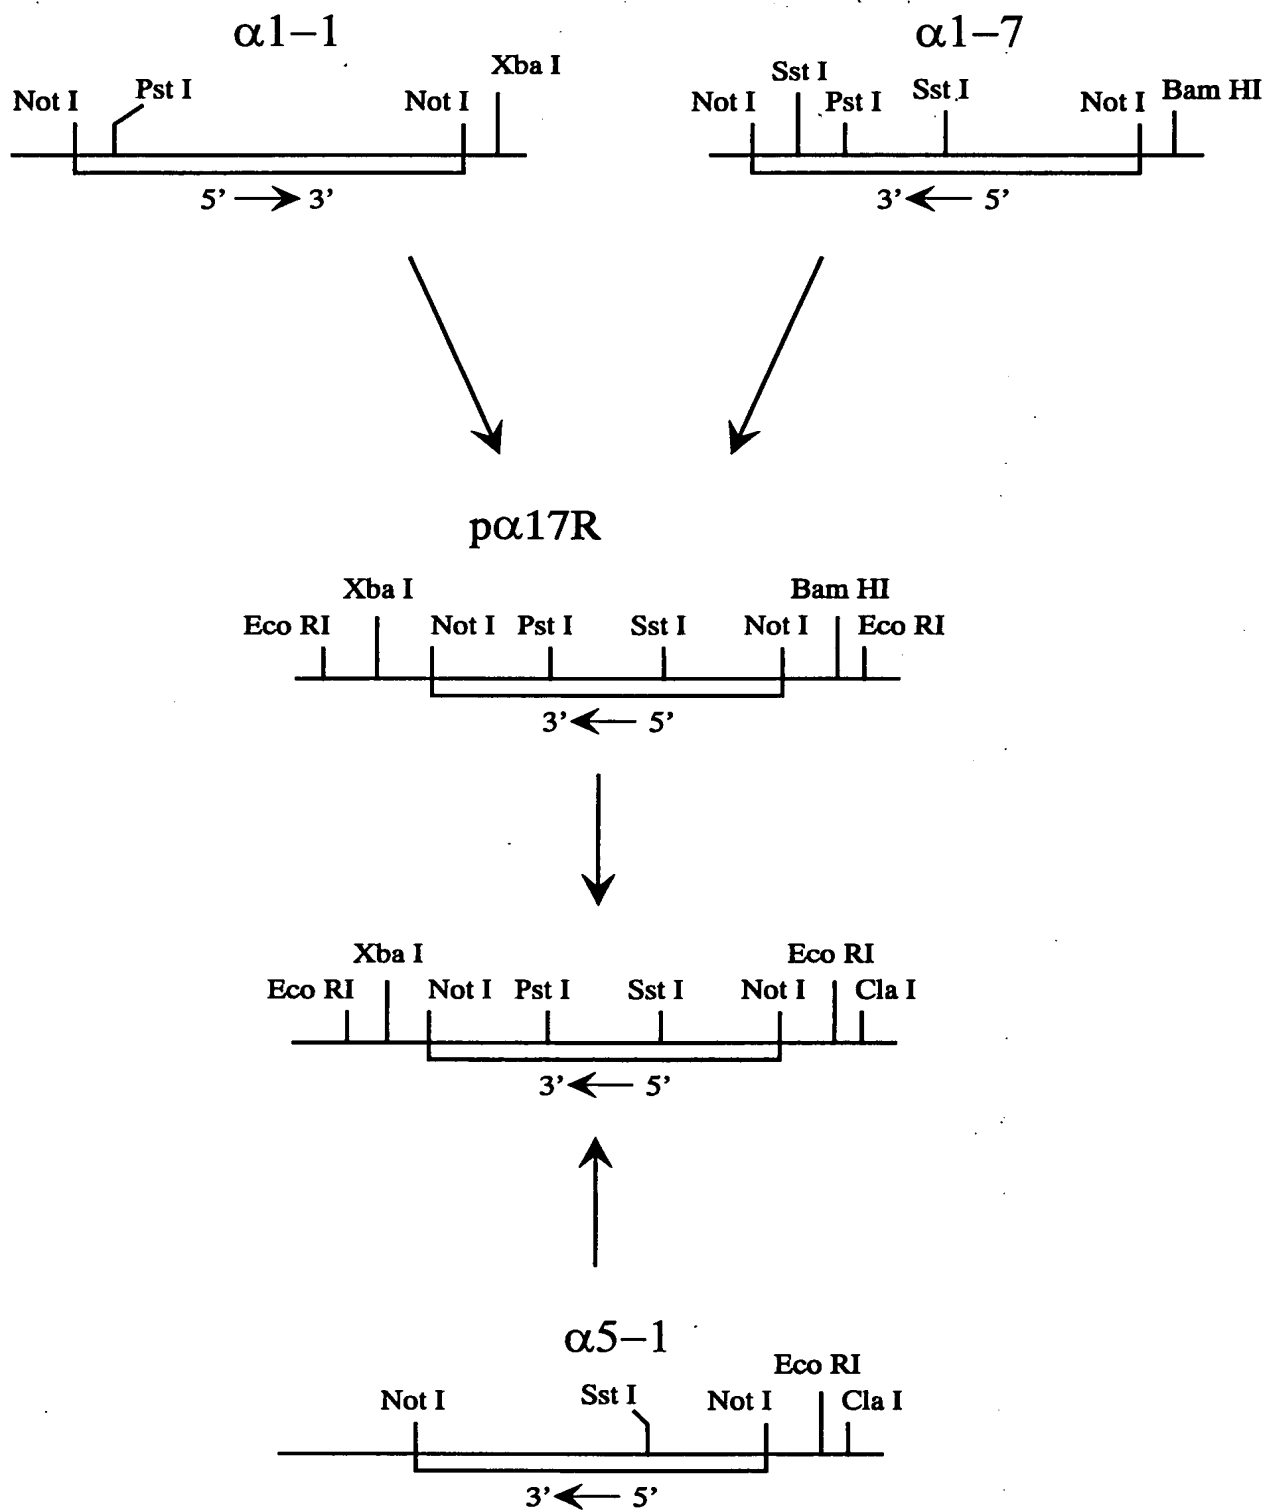 α1−1
α1−7
Not I
Pst I
Not I
Xba I
Not I
Sst I
Pst I
Sst I
Not I
Bam HI
5' 3'
3' 5'
pα17R
Eco RI
Xba I
Not I
Pst I
Sst I
Not I
Bam HI
Eco RI
3' 5'
Eco RI
Xba I
Not I
Pst I
Sst I
Not I
Eco RI
Cla I
3' 5'
α5−1
Not I
Sst I
Not I
Eco RI
Cla I
3' 5'